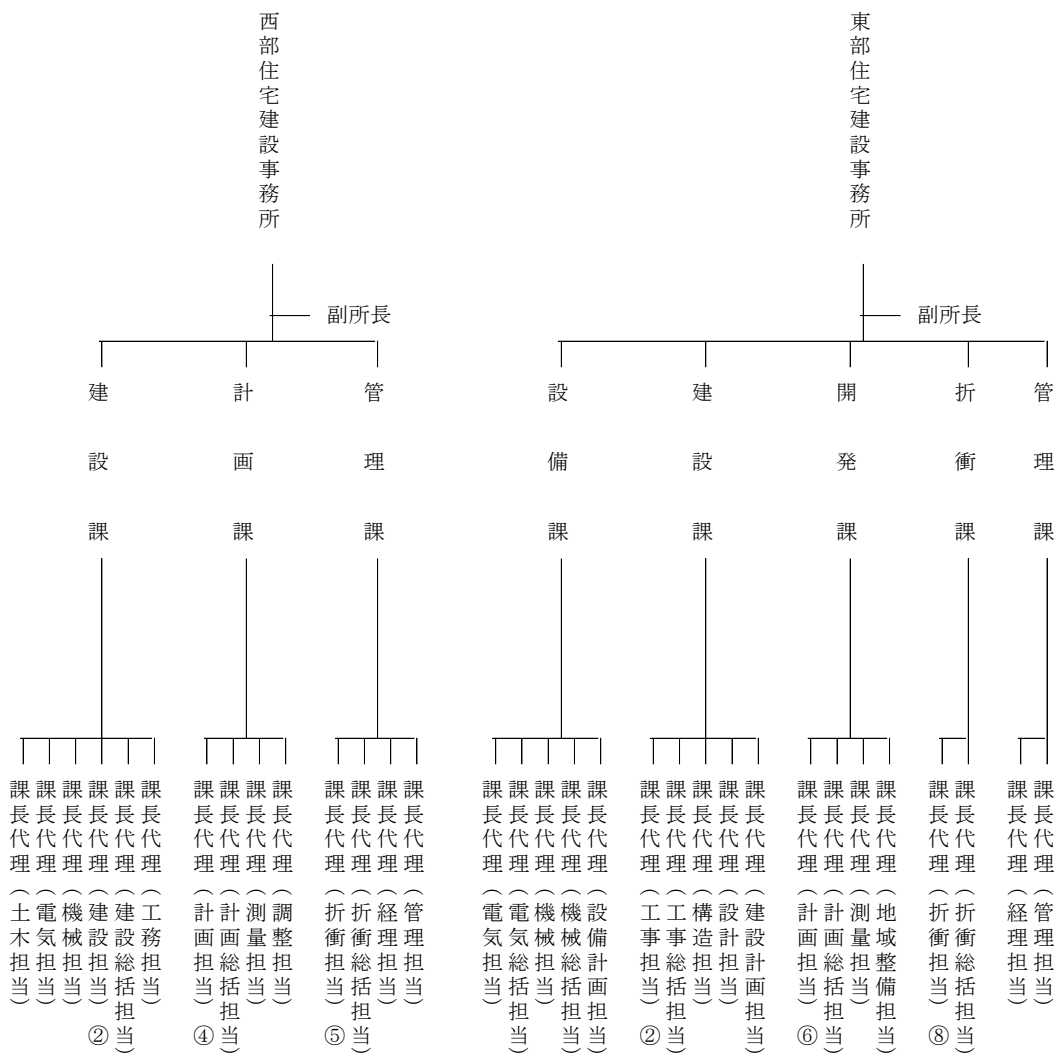 東部住宅建設事務所
副所長
管理課
課長代理（管理担当）
課長代理（経理担当）
折衝課
課長代理（折衝総括担当）
課長代理（折衝担当）⑧
開発課
課長代理（地域整備担当）
課長代理（測量担当）
課長代理（計画総括担当）
課長代理（計画担当）⑥
建設課
課長代理（建設計画担当）
課長代理（設計担当）
課長代理（構造担当）
課長代理（工事総括担当）
課長代理（工事担当）②
設備課
課長代理（設備計画担当）
課長代理（機械総括担当）
課長代理（機械担当）
課長代理（電気総括担当）
課長代理（電気担当）
西部住宅建設事務所
副所長
管理課
課長代理（管理担当）
課長代理（経理担当）
課長代理（折衝総括担当）
課長代理（折衝担当）⑤
計画課
課長代理（調整担当）
課長代理（測量担当）
課長代理（計画総括担当）
課長代理（計画担当）④
建設課
課長代理（工務担当）
課長代理（建設総括担当）
課長代理（建設担当）②
課長代理（機械担当）
課長代理（電気担当）
課長代理（土木担当）